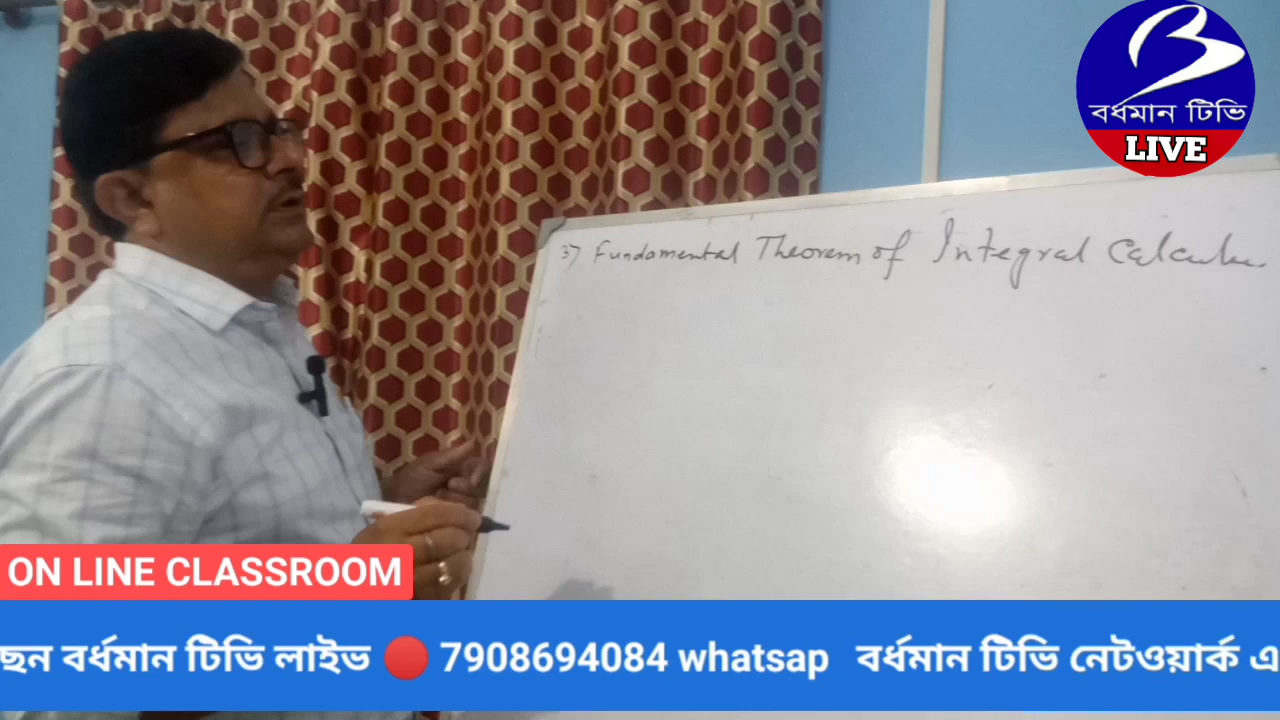 বর্ধমান টিভি
LIVE
3) Fundamental Theorem of Integral Calculus
ON LINE CLASSROOM
ছন বর্ধমান টিভি লাইভ 🔴 7908694084 whatsap বর্ধমান টিভি নেটওয়ার্ক এ